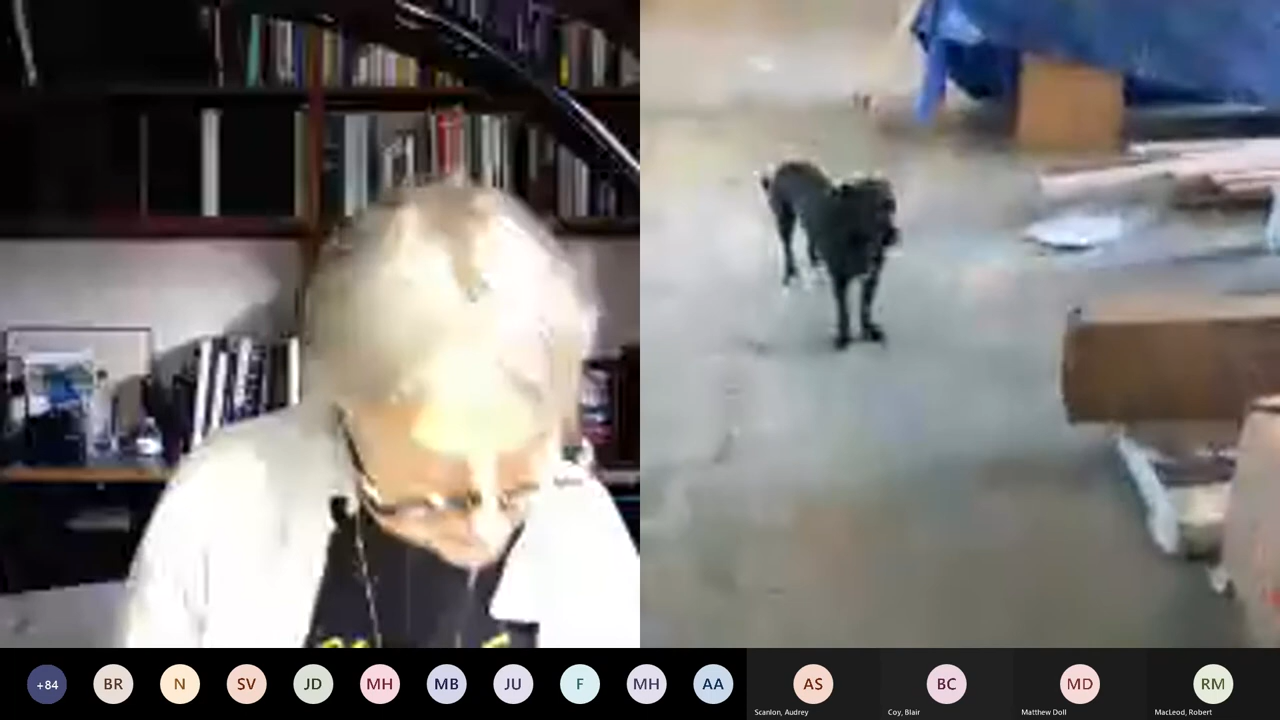 +84
BR
N
SV
JD
MH
MB
JU
F
MH
AA
AS
BC
MD
RM
Scanlon, Audrey
Coy, Blair
Matthew Doll
MacLeod, Robert